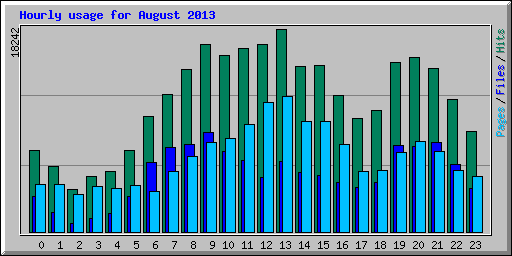 Hourly usage for August 2013
18242
Pages / Files / Hits
0 1 2 3 4 5 6 7 8 9 10 11 12 13 14 15 16 17 18 19 20 21 22 23